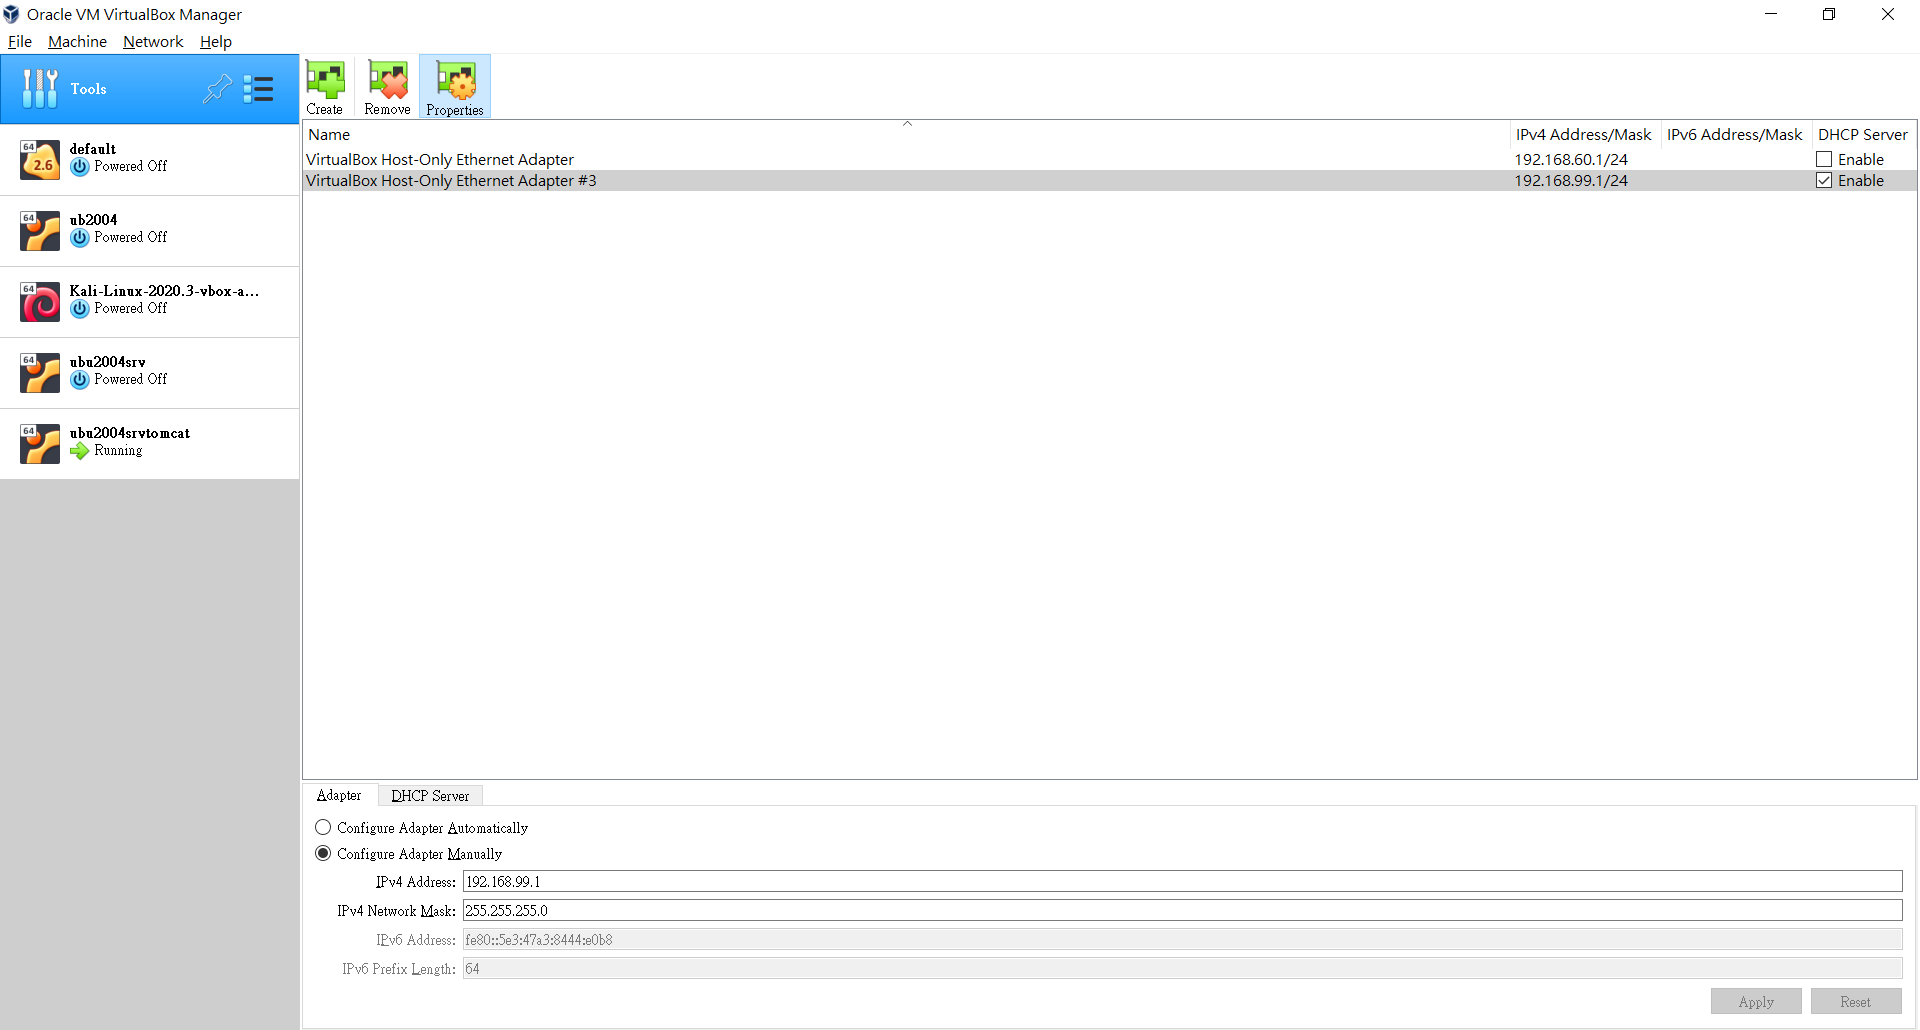 Oracle VM VirtualBox Manager
File Machine Network Help
Tools
Create Remove Properties
Name IPv4 Address/Mask IPv6 Address/Mask DHCP Server
VirtualBox Host-Only Ethernet Adapter 192.168.60.1/24 Enable
VirtualBox Host-Only Ethernet Adapter #3 192.168.99.1/24 Enable
64
2.6
default
Powered Off
64
ub2004
Powered Off
64
Kali-Linux-2020.3-vbox-a...
Powered Off
64
ubu2004srv
Powered Off
64
ubu2004srvtomcat
Running
Adapter DHCP Server
Configure Adapter Automatically
Configure Adapter Manually
IPv4 Address: 192.168.99.1
IPv4 Network Mask: 255.255.255.0
IPv6 Address: fe80::5e3:47a3:8444:e0b8
IPv6 Prefix Length: 64
Apply Reset